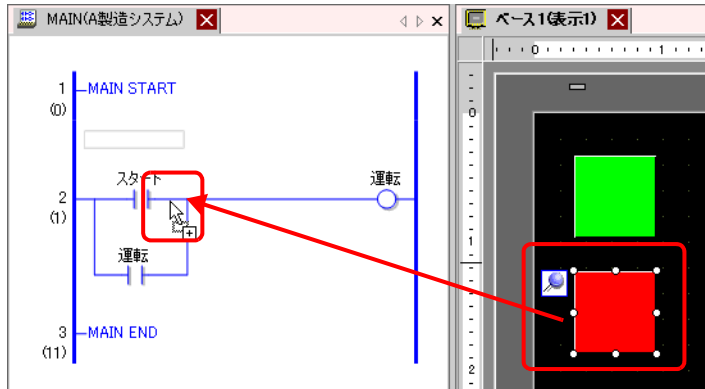 MAIN(A製造システム)
ベース1(表示1)
0 1
1 MAIN START
(0)
0
スタート 運転
2
(1)
運転
1
3 MAIN END
(11)
2